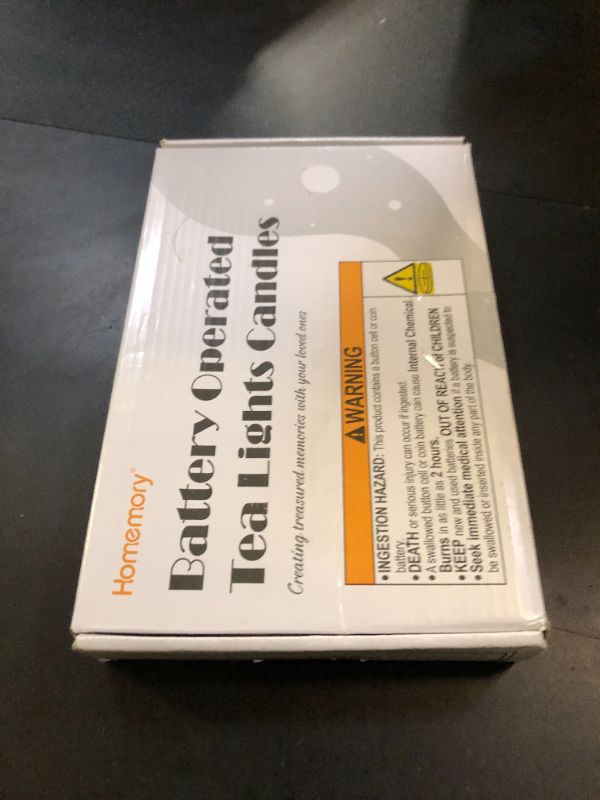 Homemory®
Battery Operated
Tea Lights Candles
Creating treasured memories with your loved ones
WARNING
• INGESTION HAZARD: This product contains a button cell or coin
battery.
• DEATH or serious injury can occur if ingested.
• A swallowed button cell or coin battery can cause Internal Chemical
Burns in as little as 2 hours.
• KEEP new and used batteries OUT OF REACH of CHILDREN
• Seek immediate medical attention if a battery is suspected to
be swallowed or inserted inside any part of the body.